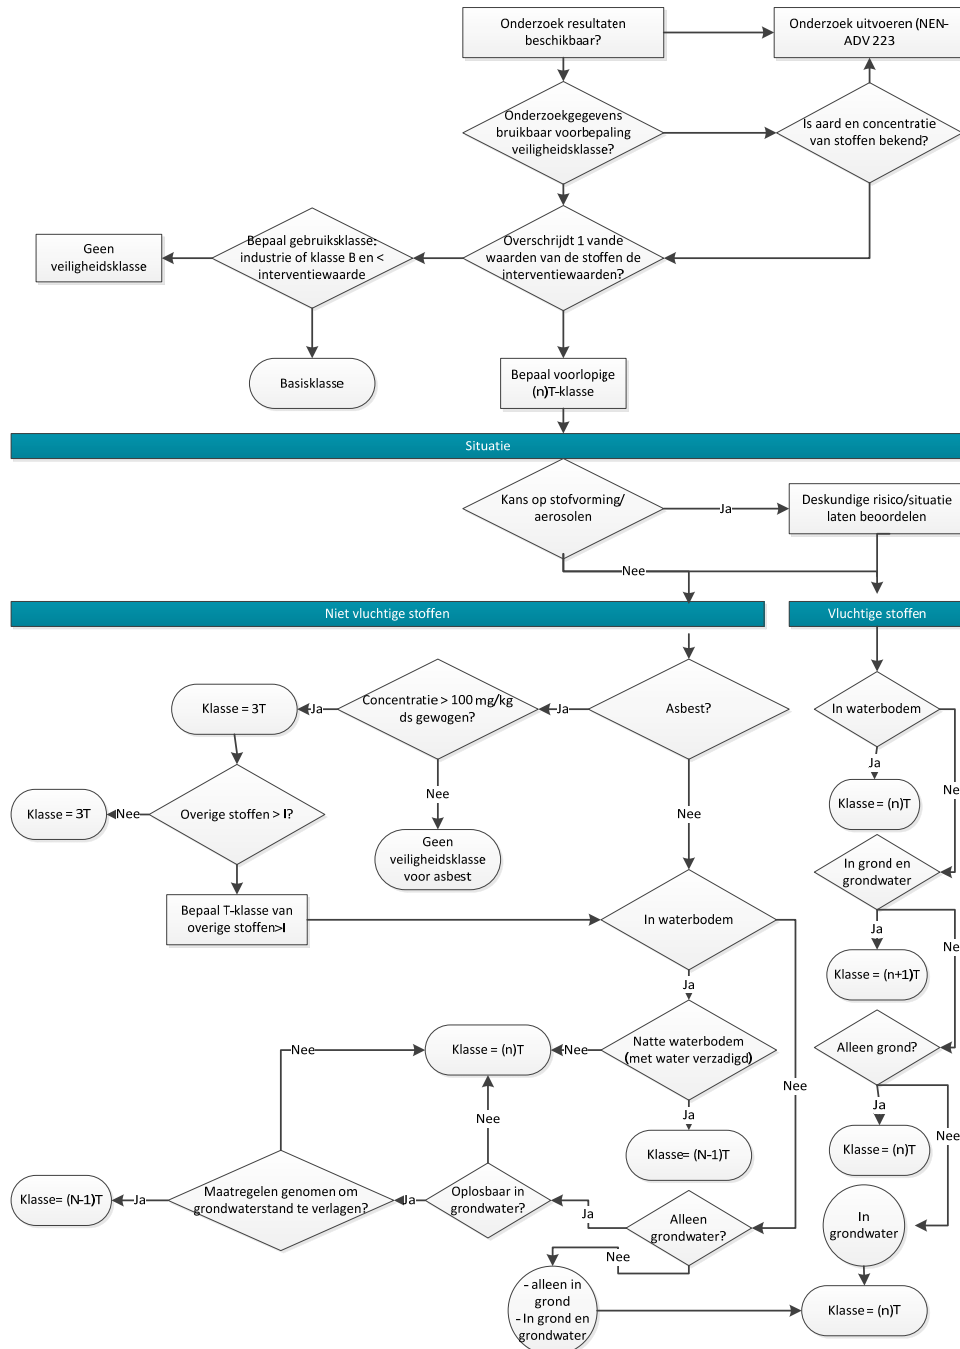 Onderzoek resultaten
beschikbaar?
Onderzoek uitvoeren (NEN-
ADV 223
Onderzoekgegevens
bruikbaar voorbepaling
veiligheidsklasse?
Is aard en concentratie
van stoffen bekend?
Geen
veiligheidsklasse
Bepaal gebruiksklasse:
industrie of klasse B en <
interventiewaarde
Overschrijdt 1 vande
waarden van de stoffen de
interventiewaarden?
Basisklasse
Bepaal voorlopige
(n)T-klasse
Situatie
Kans op stofvorming/
aerosolen
Ja
Deskundige risico/situatie
laten beoordelen
Nee
Niet vluchtige stoffen
Vluchtige stoffen
Klasse = 3T
Ja
Concentratie > 100 mg/kg
ds gewogen?
Ja
Asbest?
In waterbodem
Ja
Ne
Klasse = (n)T
Klasse = 3T
Nee
Overige stoffen > I?
Nee
Nee
Geen
veiligheidsklasse
voor asbest
In grond en
grondwater
Bepaal T-klasse van
overige stoffen>I
In waterbodem
Ja
Ne
Klasse = (n+1)T
Ja
Nee
Klasse = (n)T
Nee
Natte waterbodem
(met water verzadigd)
Alleen grond?
Nee
Nee
Ja
Ja
Nee
Klasse= (N-1)T
Klasse = (n)T
Klasse= (N-1)T
Ja
Maatregelen genomen om
grondwaterstand te verlagen?
Ja
Oplosbaar in
grondwater?
Ja
Alleen
grondwater?
In
grondwater
Nee
- alleen in
grond
- In grond en
grondwater
Klasse = (n)T